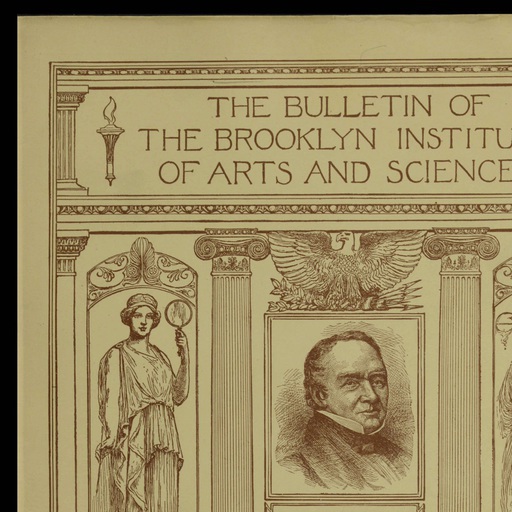 THE BULLETIN OF
THE BROOKLYN INSTITU
OF ARTS AND SCIENCE